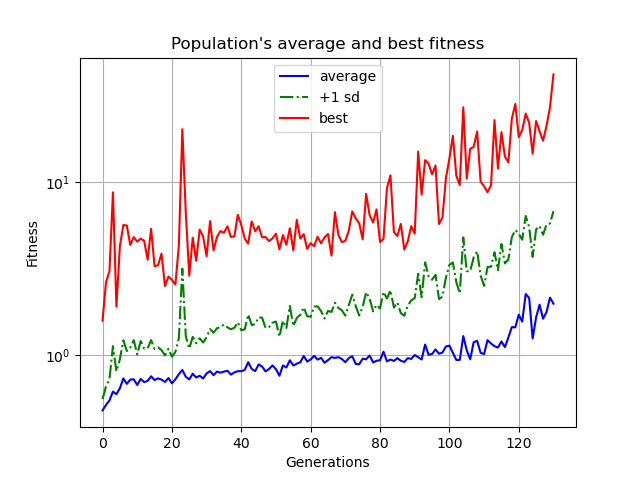 Population's average and best fitness
average
+1 sd
best
Fitness
10¹
10⁰
0 20 40 60 80 100 120
Generations